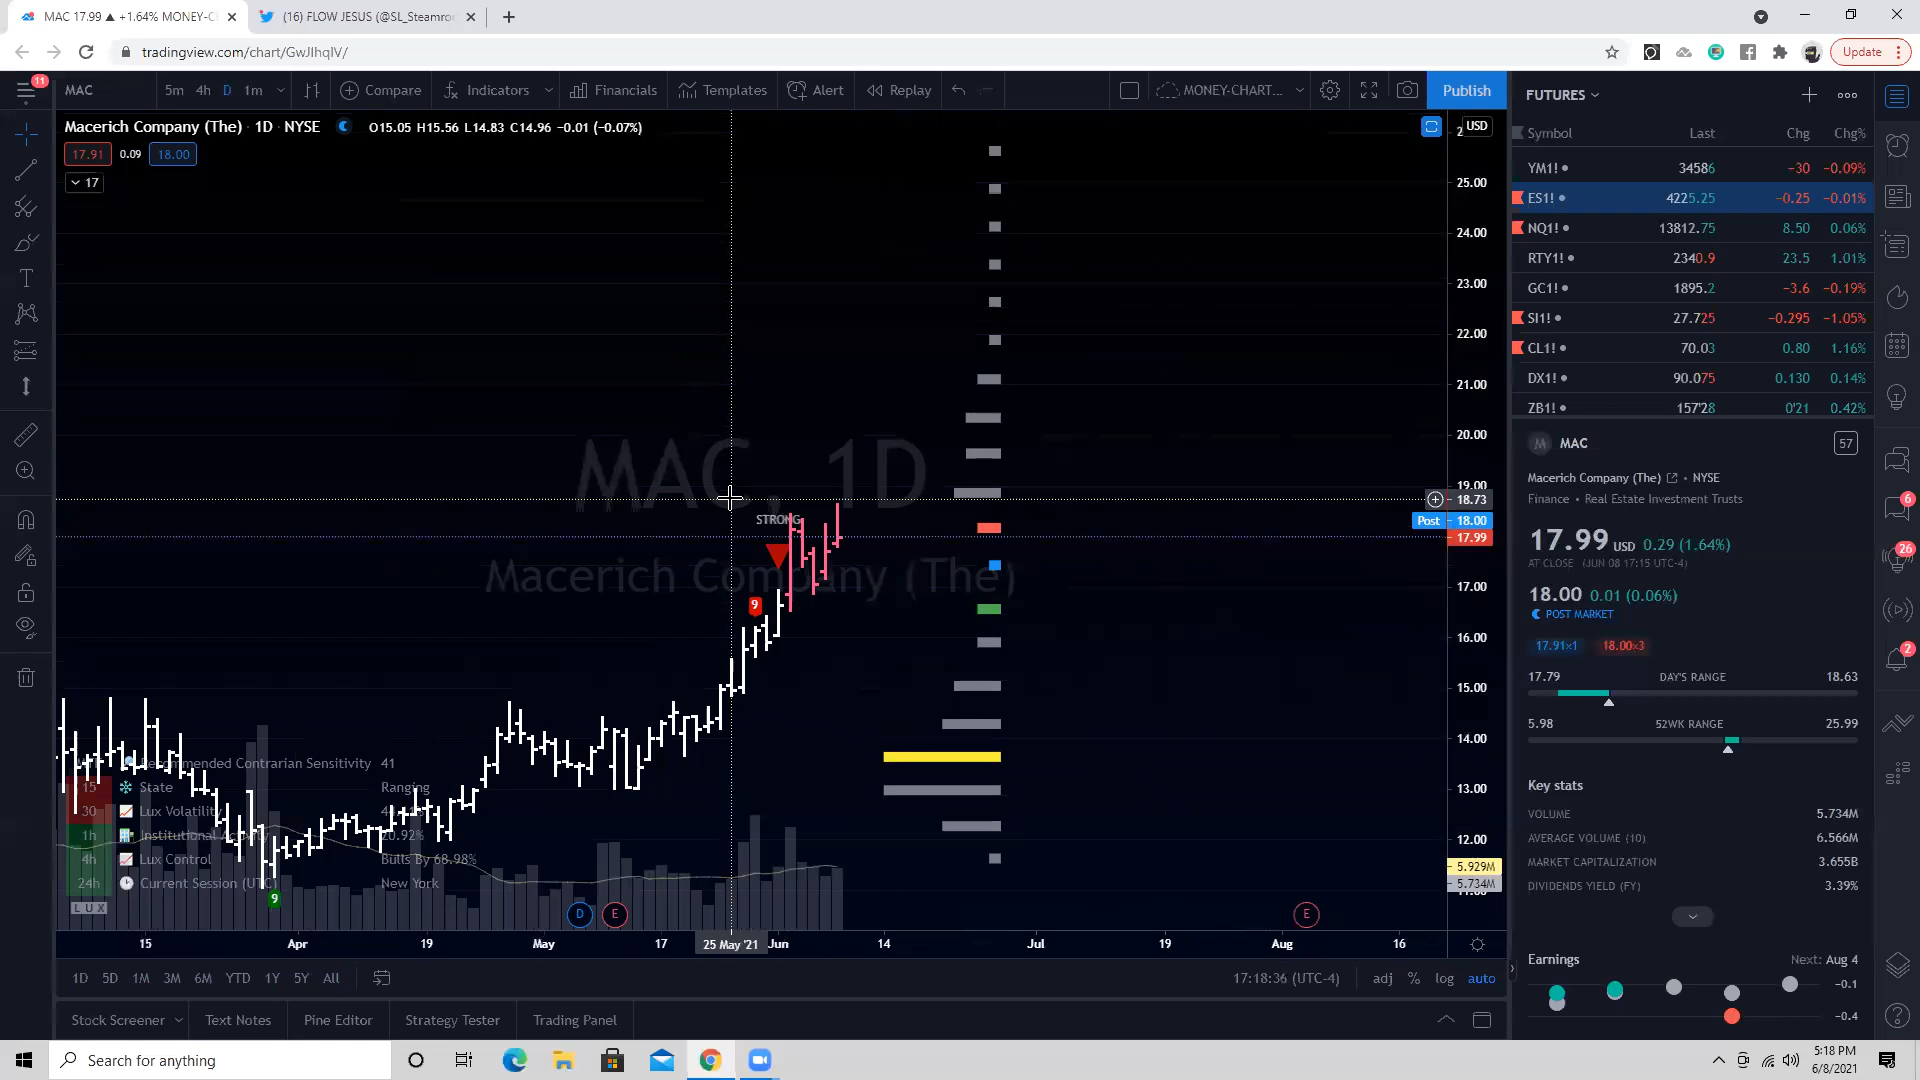 MAC 17.99 ▲ +1.64% MONEY-C
(16) FLOW JESUS (@SL_Steamro
tradingview.com/chart/GwJIhqIV/
Update
11
MAC
5m 4h D 1m
Compare
Indicators
Financials
Templates
Alert
Replay
MONEY-CHART...
Publish
Macerich Company (The) · 1D · NYSE
O15.05 H15.56 L14.83 C14.96 −0.01 (−0.07%)
17.91 0.09 18.00
17
USD
25.00
24.00
23.00
22.00
21.00
20.00
19.00
18.73
Post 18.00
17.99
17.00
16.00
15.00
14.00
13.00
12.00
5.929M
5.734M
MAC, 1D
Macerich Company (The)
STRONG
9
9
Recommended Contrarian Sensitivity 41
15 State Ranging
30 Lux Volatility
1h Institutional 20.92%
4h Lux Control Bulls By 68.98%
24h Current Session (UTC) New York
LUX
D E E
15 Apr 19 May 17 25 May '21 Jun 14 Jul 19 Aug 16
1D 5D 1M 3M 6M YTD 1Y 5Y All
17:18:36 (UTC-4) adj % log auto
Stock Screener Text Notes Pine Editor Strategy Tester Trading Panel
FUTURES
Symbol Last Chg Chg%
YM1! 34586 −30 −0.09%
ES1! 4225.25 −0.25 −0.01%
NQ1! 13812.75 8.50 0.06%
RTY1! 2340.9 23.5 1.01%
GC1! 1895.2 −3.6 −0.19%
SI1! 27.725 −0.295 −1.05%
CL1! 70.03 0.80 1.16%
DX1! 90.075 0.130 0.14%
ZB1! 157'28 0'21 0.42%
M MAC 57
Macerich Company (The) · NYSE
Finance · Real Estate Investment Trusts
17.99 USD 0.29 (1.64%)
AT CLOSE (JUN 08 17:15 UTC-4)
18.00 0.01 (0.06%)
POST MARKET
17.91×1 18.00×3
17.79 DAY'S RANGE 18.63
5.98 52WK RANGE 25.99
Key stats
VOLUME 5.734M
AVERAGE VOLUME (10) 6.566M
MARKET CAPITALIZATION 3.655B
DIVIDENDS YIELD (FY) 3.39%
Earnings Next: Aug 4
−0.1
−0.4
6
26
2
Search for anything
5:18 PM
6/8/2021